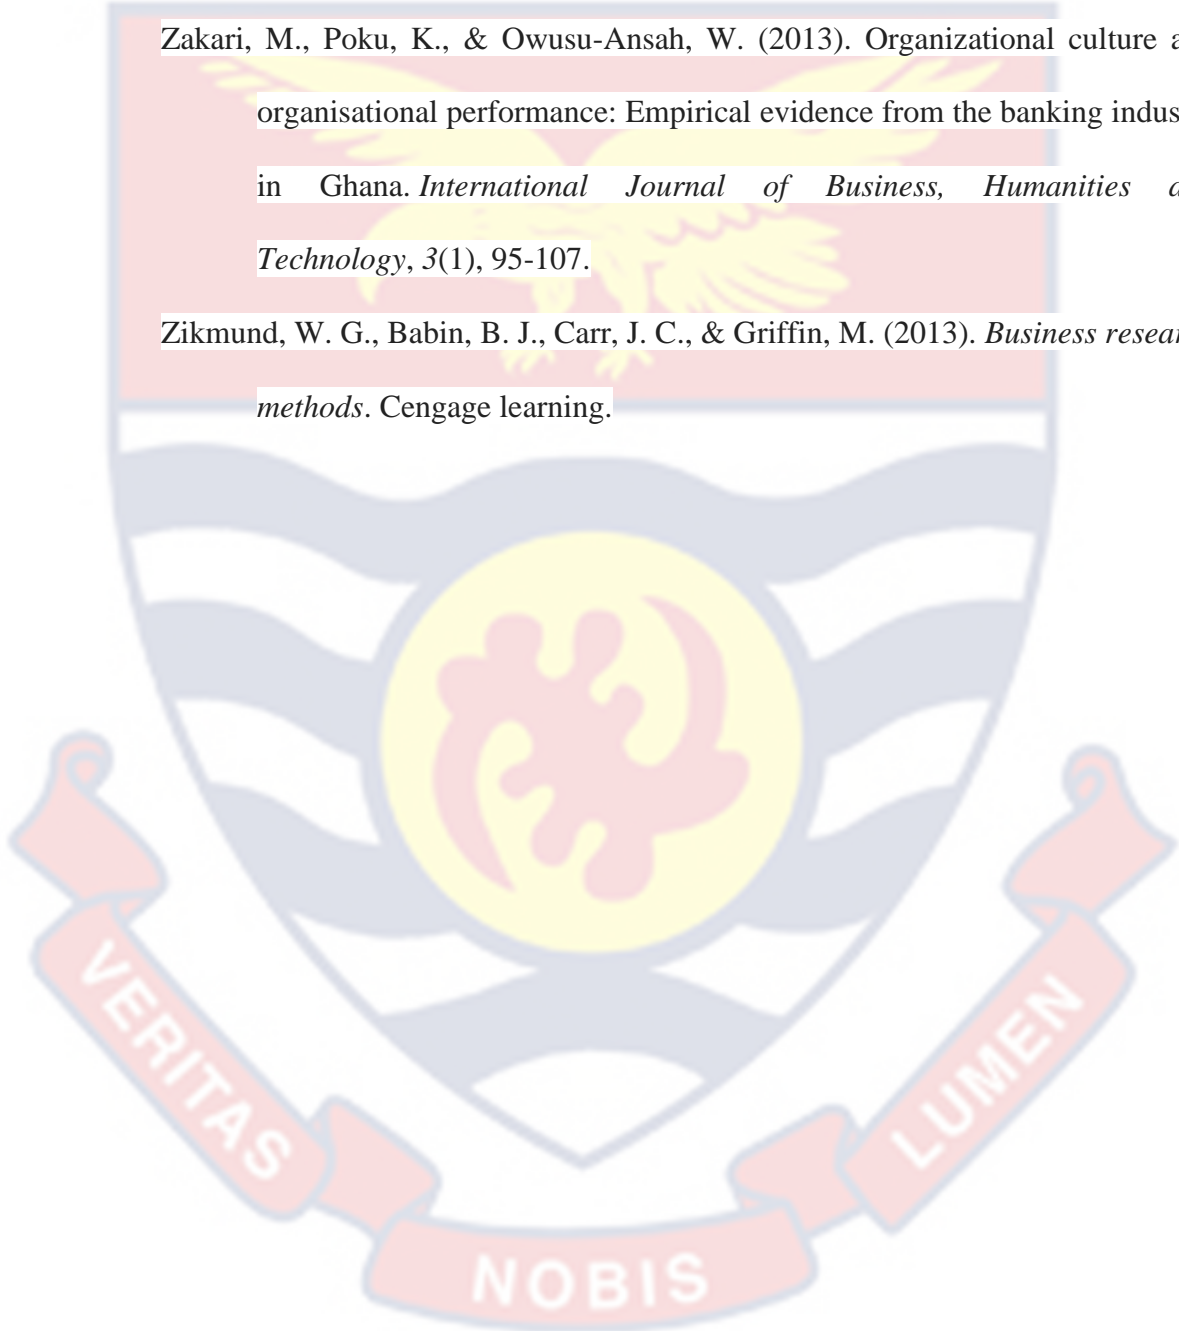 Zakari, M., Poku, K., & Owusu-Ansah, W. (2013). Organizational culture a
organisational performance: Empirical evidence from the banking indus
in Ghana. International Journal of Business, Humanities a
Technology, 3(1), 95-107.
Zikmund, W. G., Babin, B. J., Carr, J. C., & Griffin, M. (2013). Business resear
methods. Cengage learning.
VERITAS
NOBIS
LUMEN